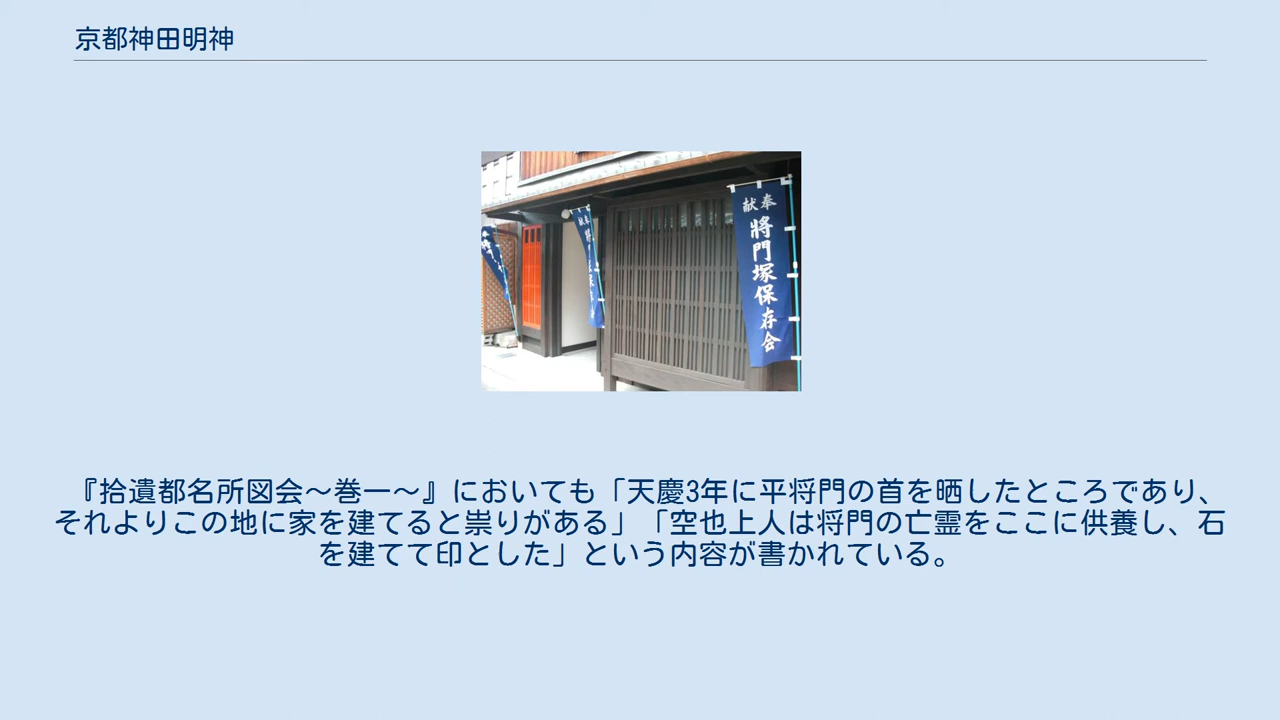 京都神田明神
奉献
將門塚保存会
奉献
『拾遺都名所図会～巻一～』においても「天慶3年に平将門の首を晒したところであり、
それよりこの地に家を建てると祟りがある」「空也上人は将門の亡霊をここに供養し、石
を建てて印とした」という内容が書かれている。